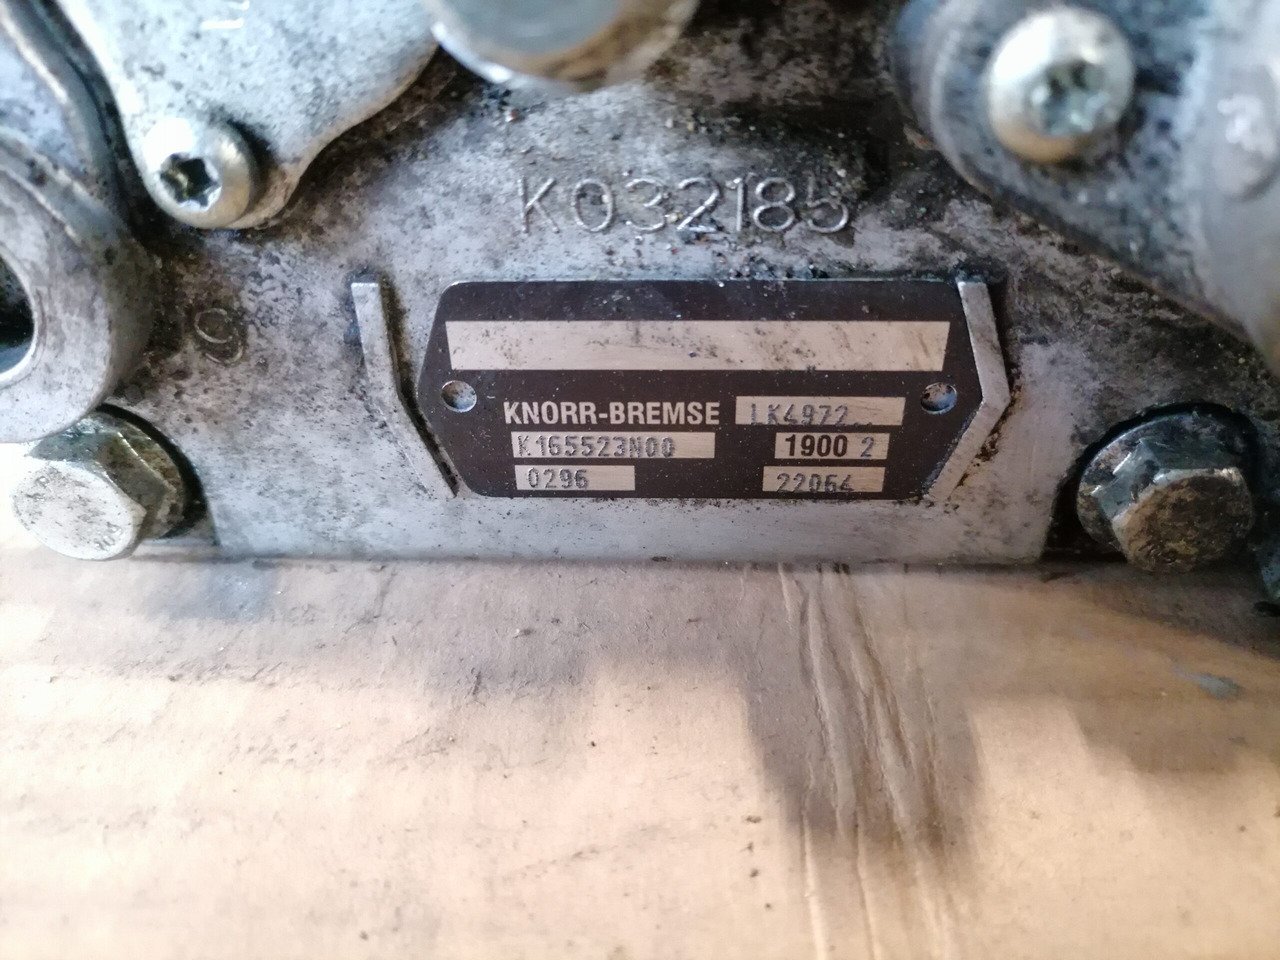 K032185
KNORR-BREMSE LK4972..
K165523N00 1900 2
0296 22064